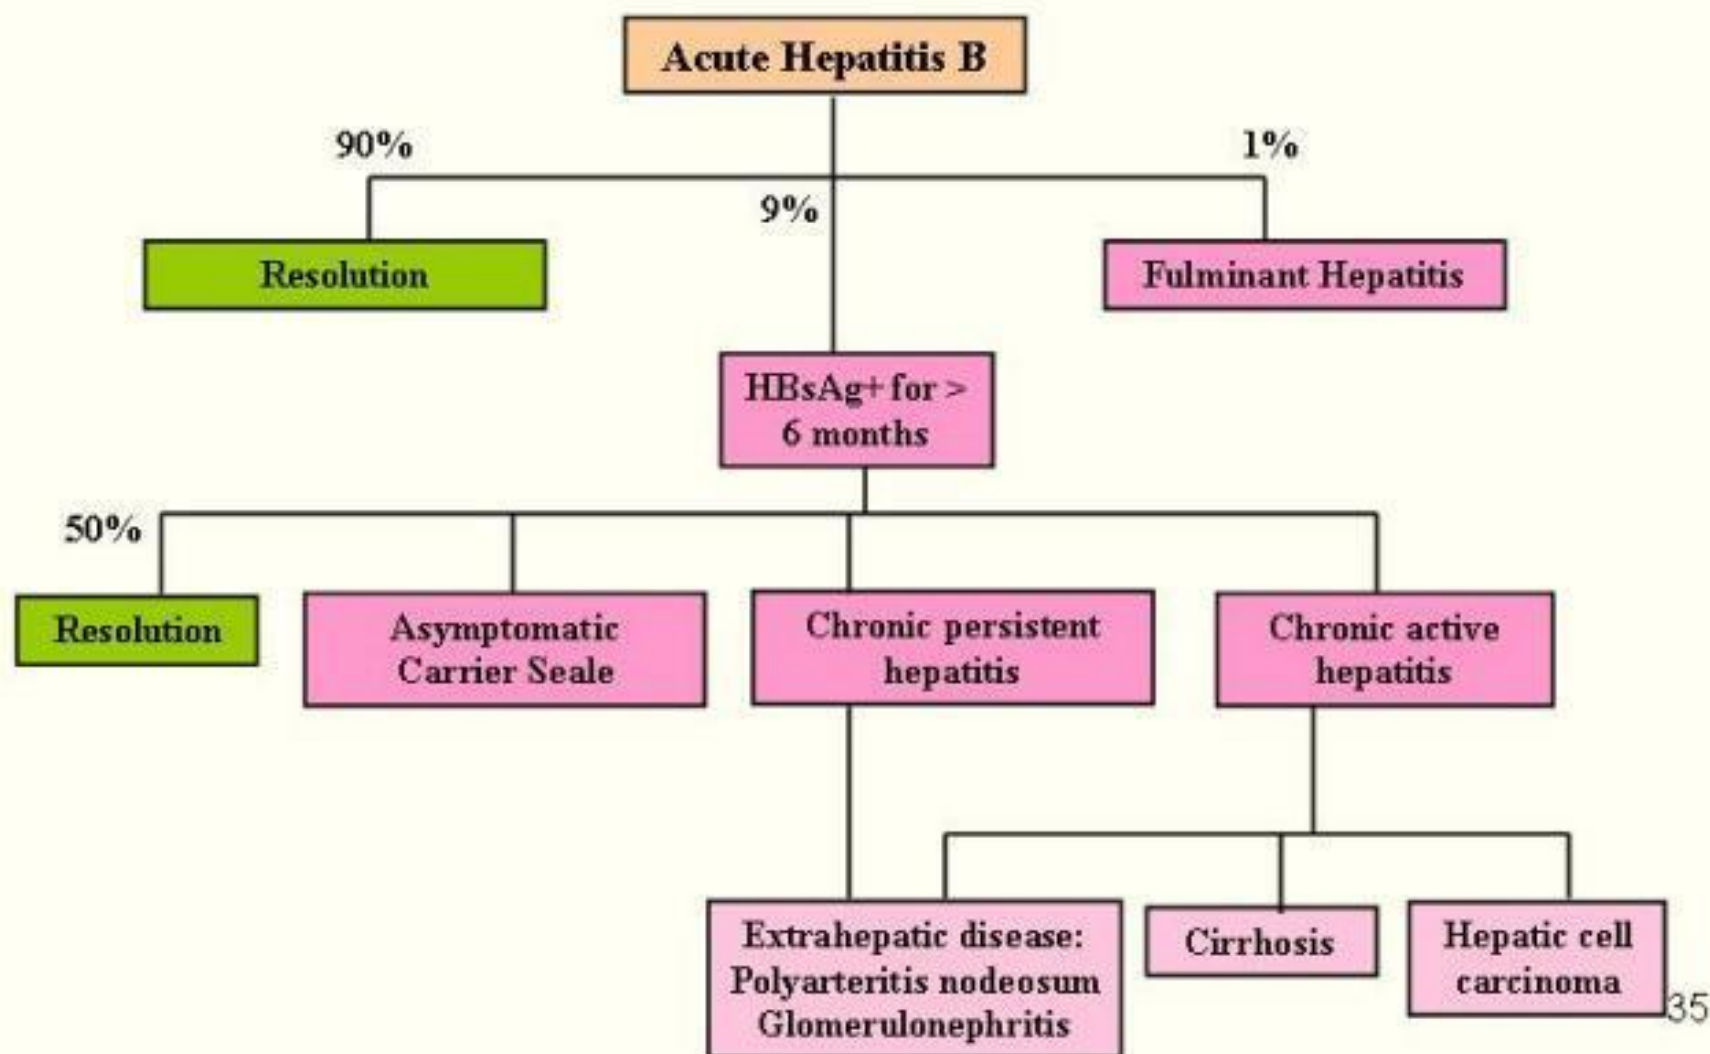 Acute Hepatitis B
90%
1%
9%
Resolution
Fulminant Hepatitis
HBsAg+ for >
6 months
50%
Resolution
Asymptomatic
Carrier Seale
Chronic persistent
hepatitis
Chronic active
hepatitis
Extrahepatic disease:
Polyarteritis nodeosum
Glomerulonephritis
Cirrhosis
Hepatic cell
carcinoma
35